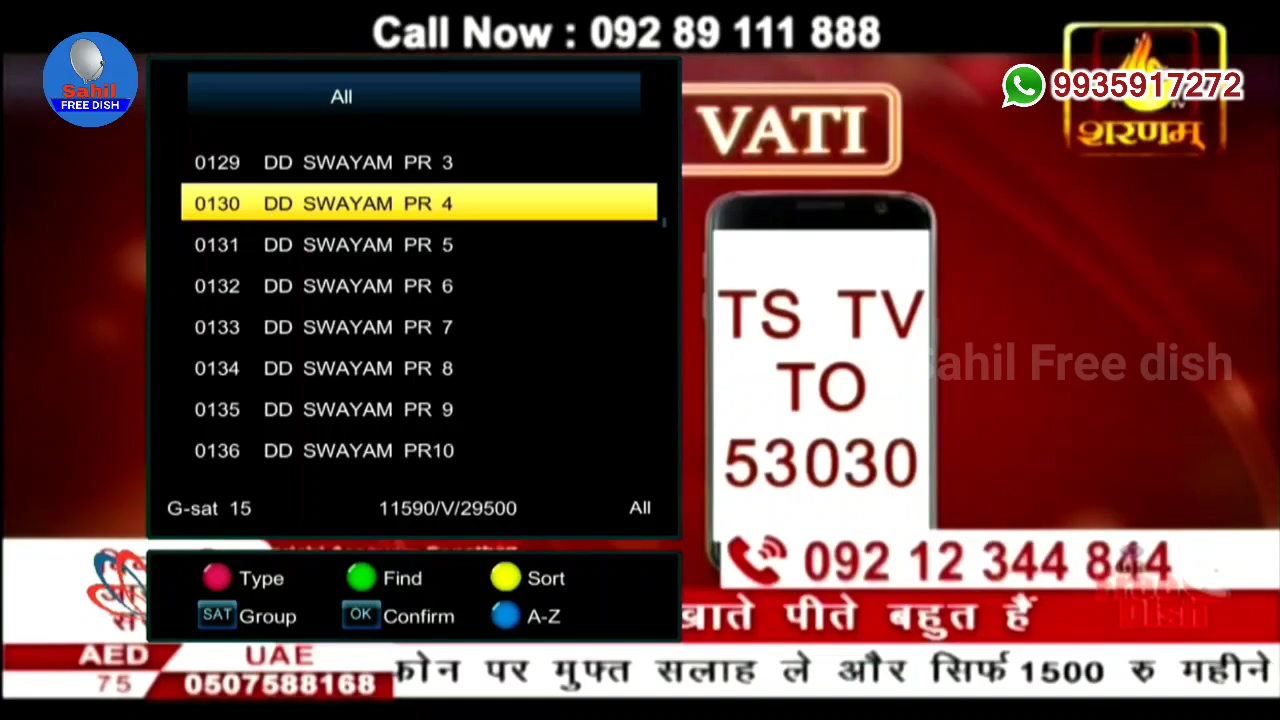 Call Now : 092 89 111 888
Sahil
FREE DISH
All
9935917272
TV
शरणम्
VATI
0129 DD SWAYAM PR 3
0130 DD SWAYAM PR 4
0131 DD SWAYAM PR 5
0132 DD SWAYAM PR 6
0133 DD SWAYAM PR 7
0134 DD SWAYAM PR 8
0135 DD SWAYAM PR 9
0136 DD SWAYAM PR10
G-sat 15 11590/V/29500 All
TS TV
TO
53030
Sahil Free dish
092 12 344 844
Type Find Sort
SAT Group OK Confirm A-Z
खाते पीते बहुत हैं
Dish
AED UAE
75 0507588168
फोन पर मुफ्त सलाह ले और सिर्फ 1500 रु महीने